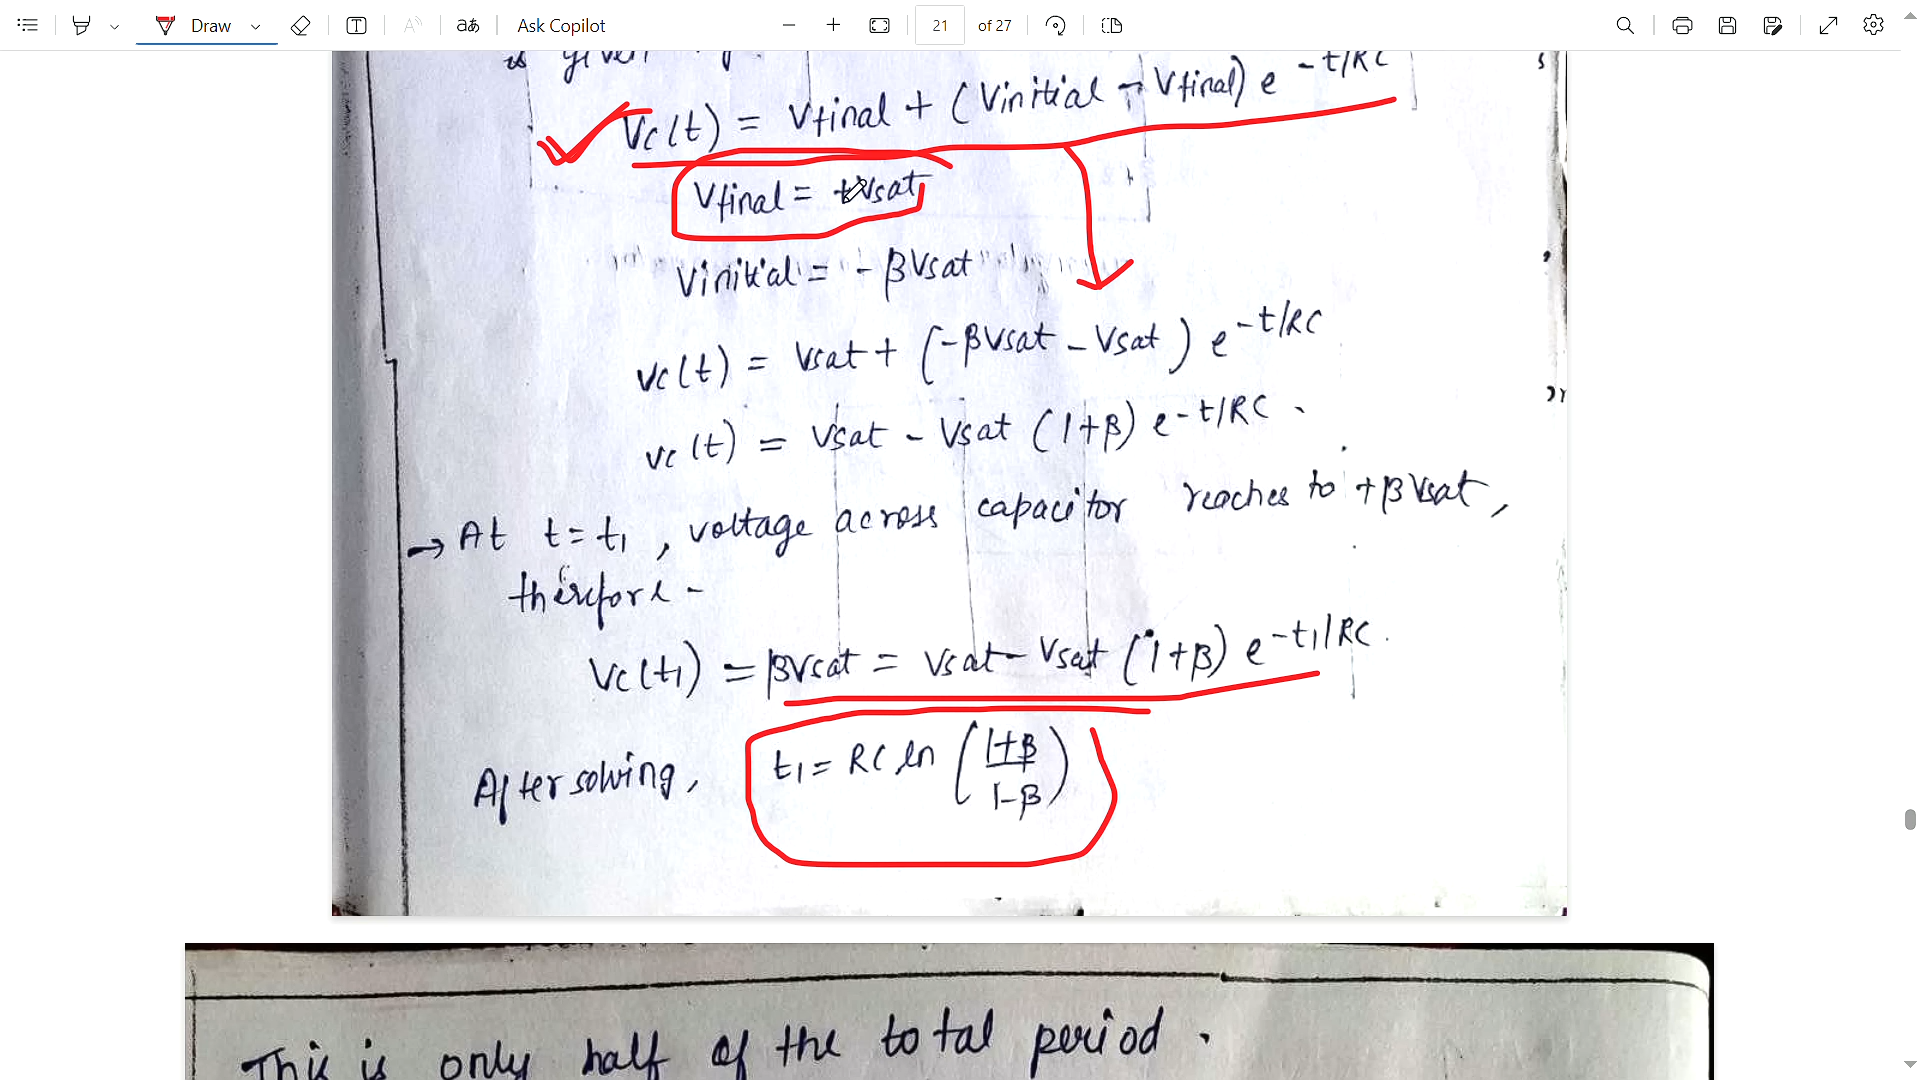 Draw
Ask Copilot
21 of 27
is given
Vc(t) = Vfinal + (Vinitial - Vfinal) e -t/RC
Vfinal = +Vsat
Vinitial = -βVsat
vc(t) = Vsat + (-βVsat - Vsat) e-t/RC
vc(t) = Vsat - Vsat (1+β) e-t/RC.
→ At t=t1, voltage across capacitor reaches to +βVsat,
therefore -
Vc(t1) = βVsat = Vsat - Vsat (1+β) e-t1/RC.
After solving, t1 = RC ln (1+β / 1-β)
This is only half of the total period.